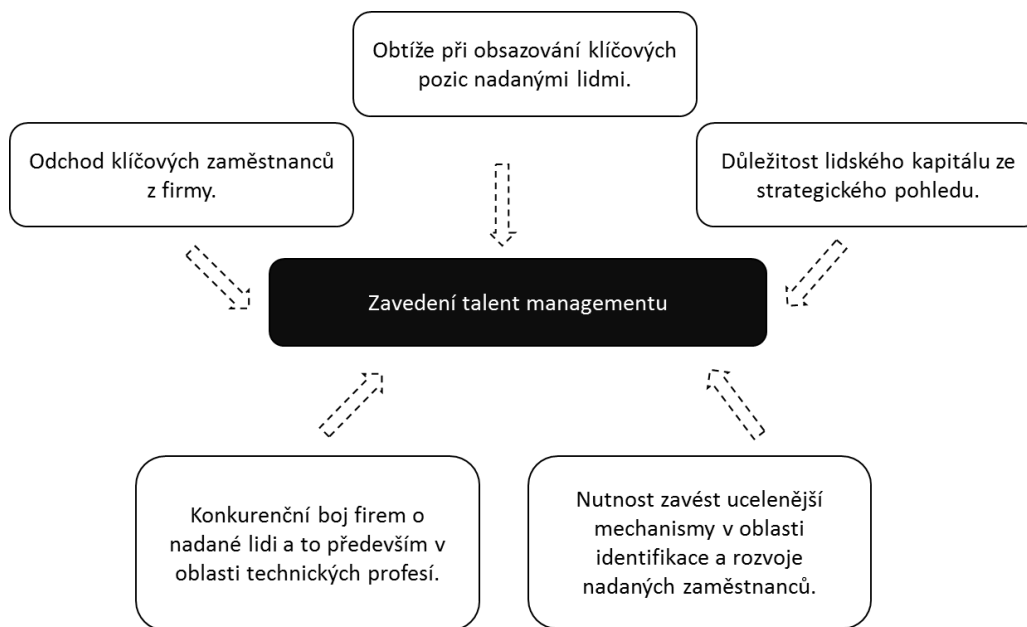 Obtíže při obsazování klíčových
pozic nadanými lidmi.
Odchod klíčových zaměstnanců
z firmy.
Důležitost lidského kapitálu ze
strategického pohledu.
Zavedení talent managementu
Konkurenční boj firem o
nadané lidi a to především v
oblasti technických profesí.
Nutnost zavést ucelenější
mechanismy v oblasti
identifikace a rozvoje
nadaných zaměstnanců.